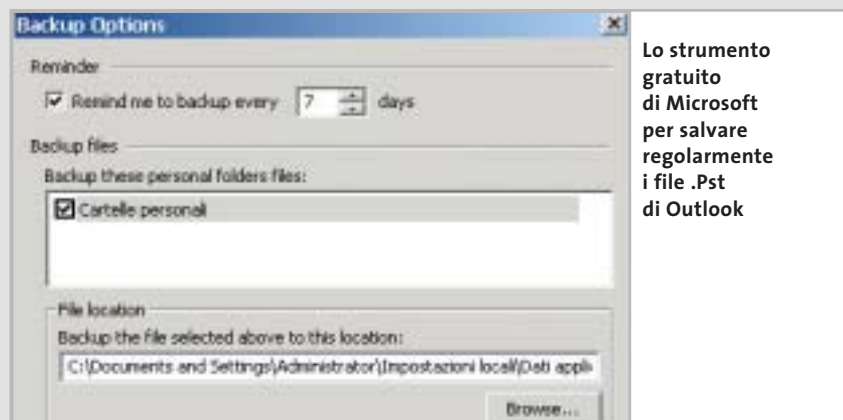 Backup Options
Reminder
Remind me to backup every 7 days
Backup files
Backup these personal folders files:
Cartelle personali
File location
Backup the file selected above to this location:
C:\Documents and Settings\Administrator\Impostazioni locali\Dati appli
Browse...
Lo strumento
gratuito
di Microsoft
per salvare
regolarmente
i file .Pst
di Outlook